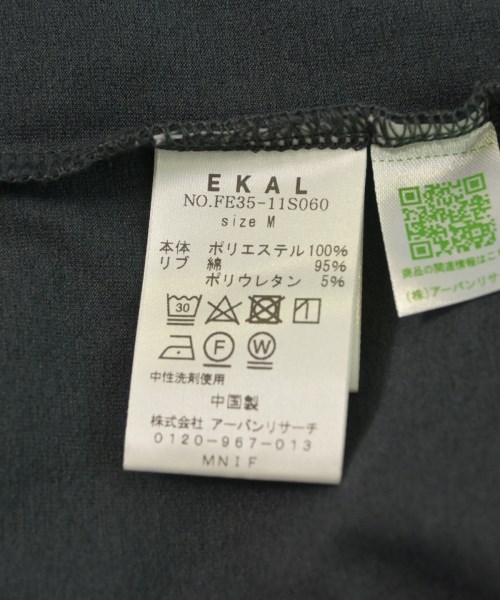 EKAL
NO.FE35-11S060
size M
本体 ポリエステル100%
リブ 綿 95%
ポリウレタン 5%
30
F W
中性洗剤使用
中国製
株式会社 アーバンリサーチ
0120-967-013
MNIF
商品の関連情報はこ
(株)アーバンリサ